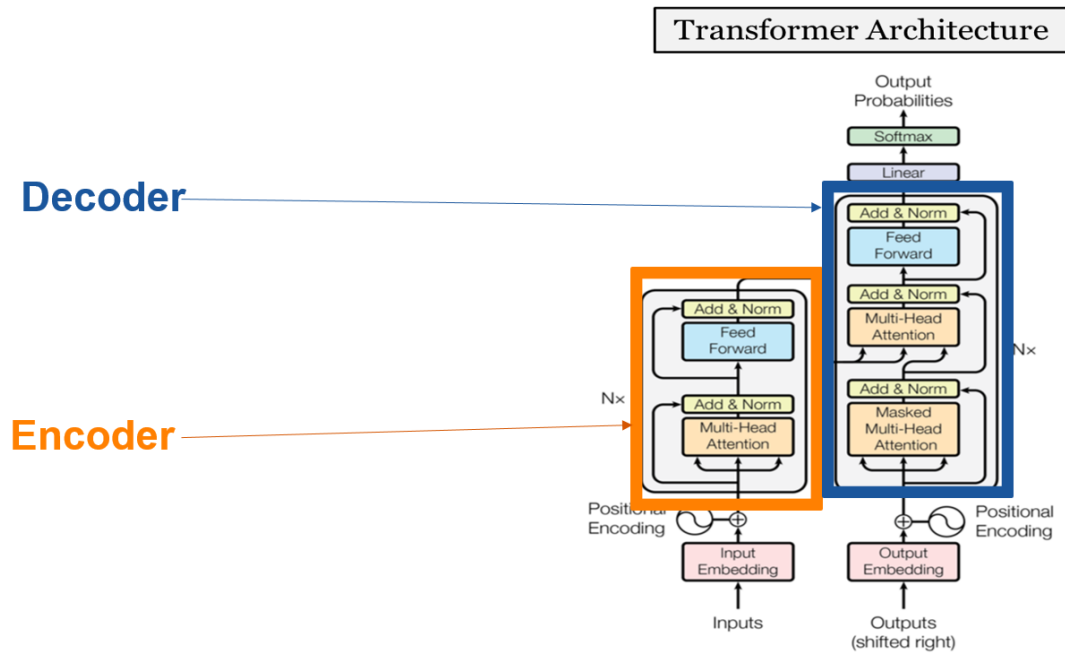 Transformer Architecture
Output
Probabilities
Softmax
Linear
Decoder
Add & Norm
Feed
Forward
Add & Norm
Multi-Head
Attention
Nx
Add & Norm
Masked
Multi-Head
Attention
Add & Norm
Feed
Forward
Nx
Add & Norm
Multi-Head
Attention
Encoder
Positional
Encoding
Positional
Encoding
Input
Embedding
Output
Embedding
Inputs
Outputs
(shifted right)